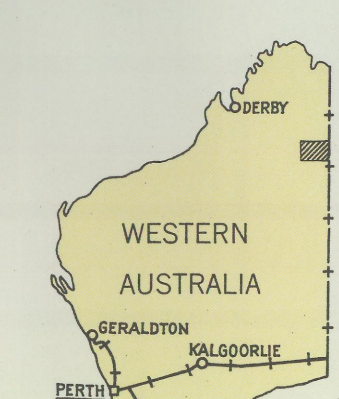 DERBY
WESTERN
AUSTRALIA
GERALDTON
KALGOORLIE
PERTH